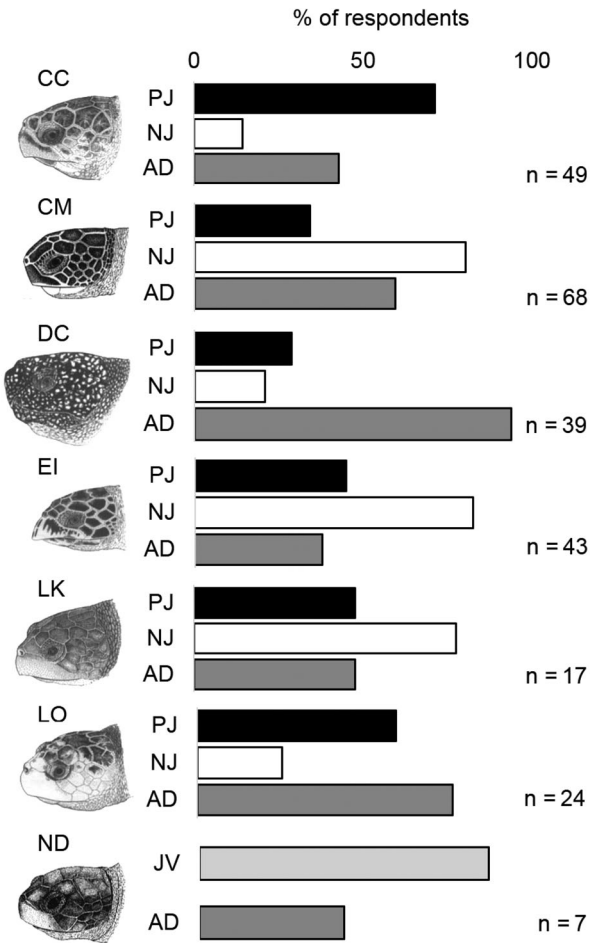 % of respondents
0 50 100
CC
PJ
NJ
AD
n = 49
CM
PJ
NJ
AD
n = 68
DC
PJ
NJ
AD
n = 39
EI
PJ
NJ
AD
n = 43
LK
PJ
NJ
AD
n = 17
LO
PJ
NJ
AD
n = 24
ND
JV
AD
n = 7